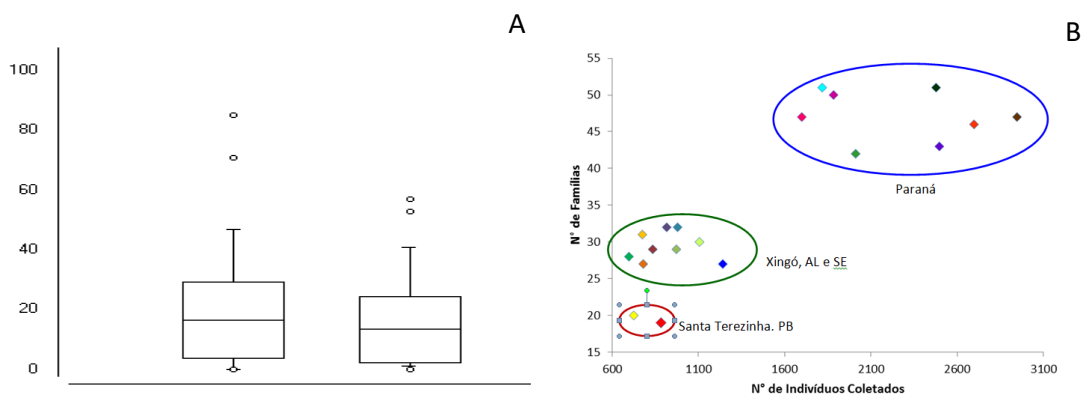 A
100
80
60
40
20
0
B
N° de Famílias
55
50
45
40
35
30
25
20
15
Paraná
Xingó, AL e SE
Santa Terezinha. PB
600 1100 1600 2100 2600 3100
N° de Indivíduos Coletados